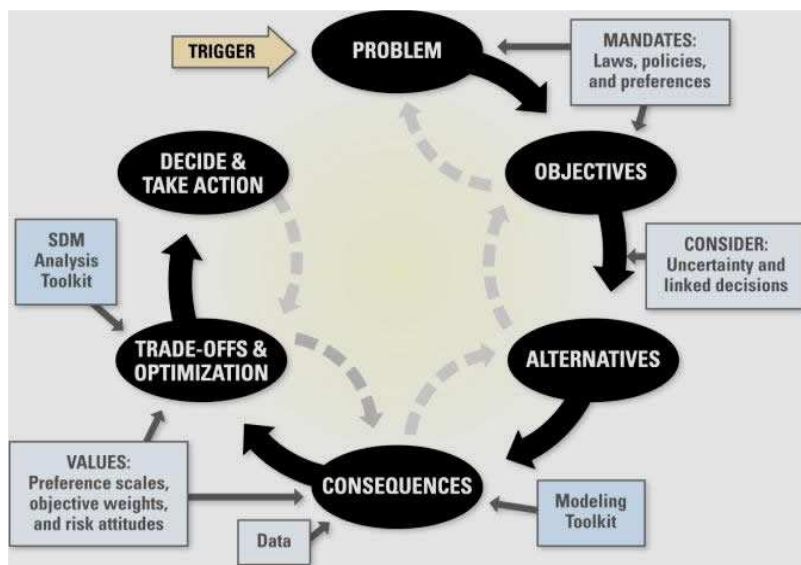 TRIGGER
PROBLEM
MANDATES:
Laws, policies,
and preferences
DECIDE &
TAKE ACTION
OBJECTIVES
SDM
Analysis
Toolkit
CONSIDER:
Uncertainty and
linked decisions
TRADE-OFFS &
OPTIMIZATION
ALTERNATIVES
VALUES:
Preference scales,
objective weights,
and risk attitudes
CONSEQUENCES
Modeling
Toolkit
Data